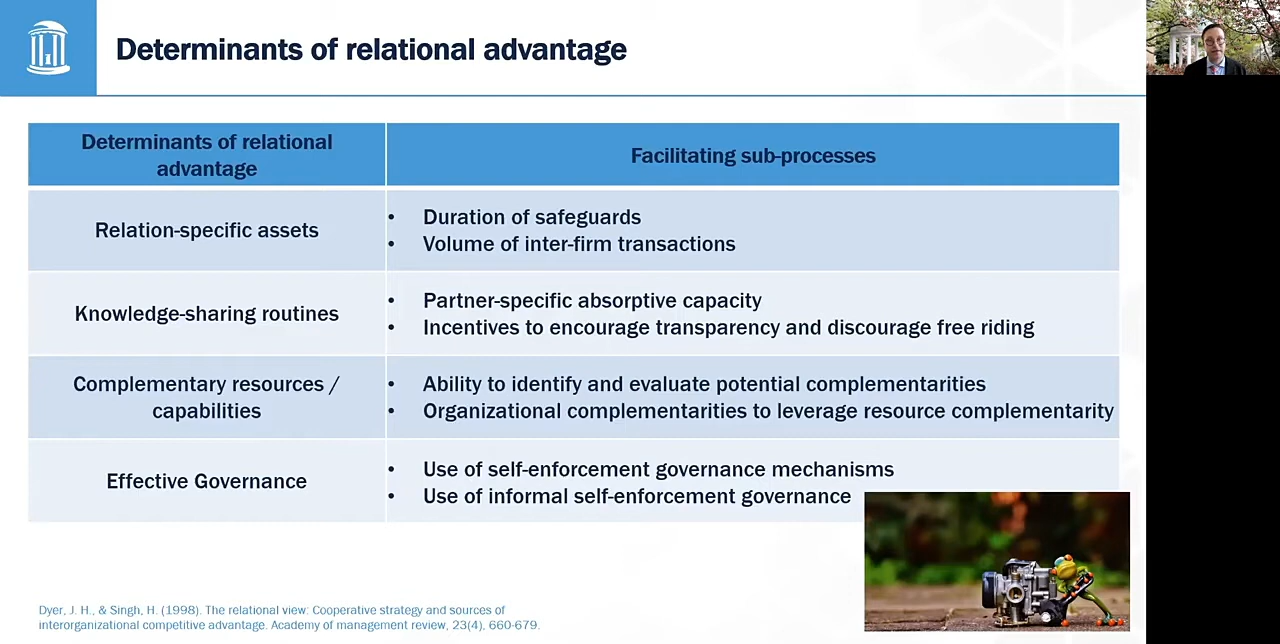 Determinants of relational advantage
Determinants of relational
advantage
Facilitating sub-processes
Relation-specific assets
• Duration of safeguards
• Volume of inter-firm transactions
Knowledge-sharing routines
• Partner-specific absorptive capacity
• Incentives to encourage transparency and discourage free riding
Complementary resources /
capabilities
• Ability to identify and evaluate potential complementarities
• Organizational complementarities to leverage resource complementarity
Effective Governance
• Use of self-enforcement governance mechanisms
• Use of informal self-enforcement governance
Dyer, J. H., & Singh, H. (1998). The relational view: Cooperative strategy and sources of
interorganizational competitive advantage. Academy of management review, 23(4), 660-679.